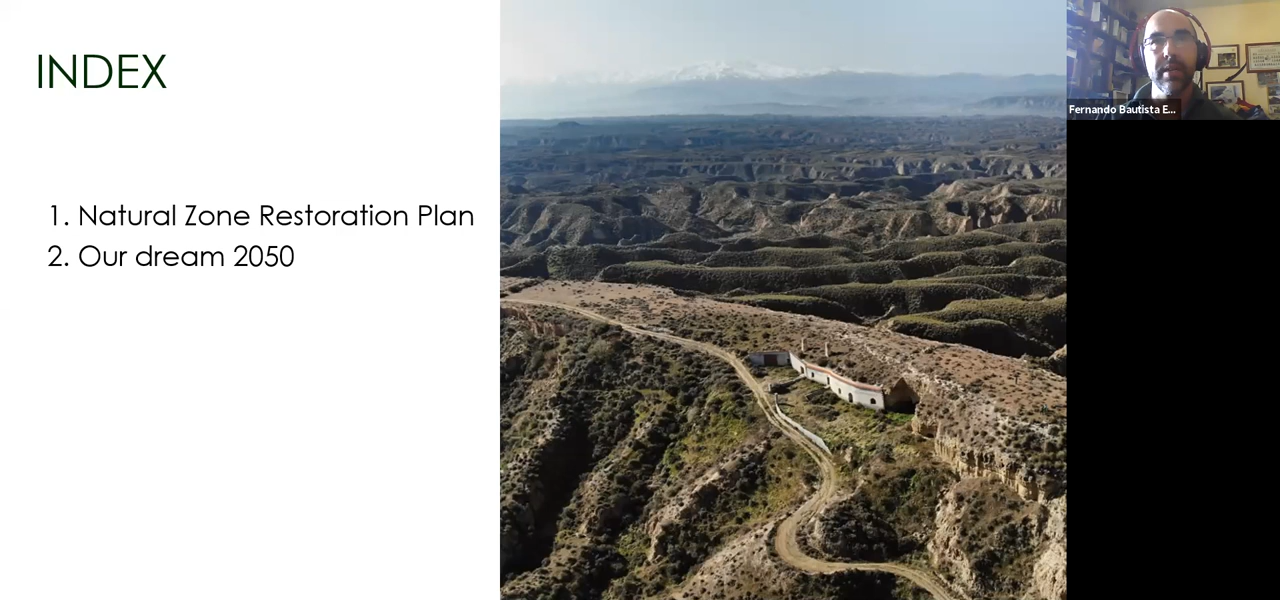 INDEX
1. Natural Zone Restoration Plan
2. Our dream 2050
Fernando Bautista E...